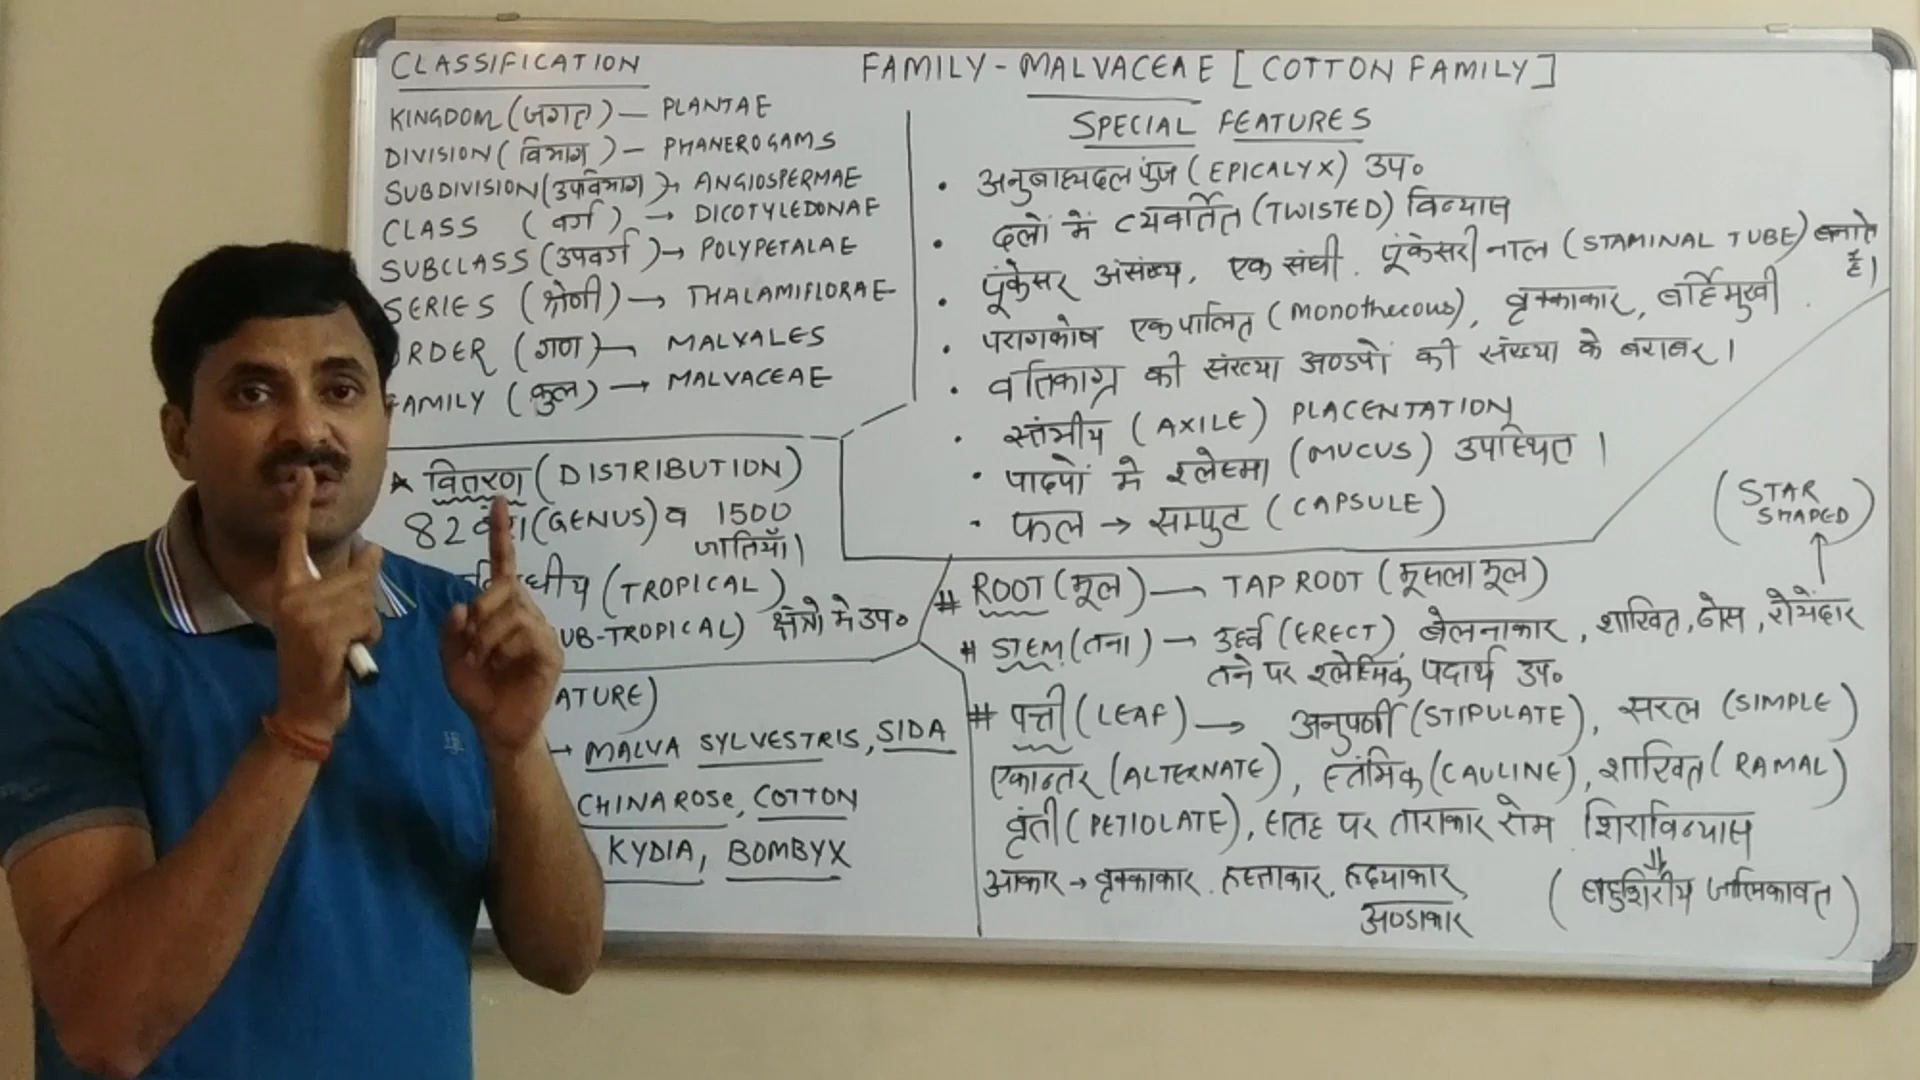 CLASSIFICATION
KINGDOM (जगत) — PLANTAE
DIVISION (विभाग) — PHANEROGAMS
SUBDIVISION (उपविभाग) → ANGIOSPERMAE
CLASS (वर्ग) → DICOTYLEDONAE
SUBCLASS (उपवर्ग) → POLYPETALAE
SERIES (श्रेणी) → THALAMIFLORAE
RDER (गण) — MALVALES
FAMILY (कुल) → MALVACEAE
FAMILY - MALVACEAE [COTTON FAMILY]
SPECIAL FEATURES
• अनुबाह्यदल पुंज (EPICALYX) उप०
• दलों में व्यवर्तित (TWISTED) विन्यास
• पूंकेसर असंख्य, एक संघी. पूंकेसरी नाल (STAMINAL TUBE) बनाते है।
• परागकोष एकपालित (monothecous), वृक्काकार, बर्हिमुखी.
• वर्तिकाग्र की संख्या अण्डपों की संख्या के बराबर।
• स्तंभीय (AXILE) PLACENTATION
• पादपों मे श्लेष्मा (MUCUS) उपस्थित।
• फल → सम्पुट (CAPSULE)
★ वितरण (DISTRIBUTION)
82 (GENUS) व 1500
जातियाँ।
(TROPICAL)
UB-TROPICAL) क्षेत्रो मे उप०
ATURE)
→ MALVA SYLVESTRIS, SIDA
CHINAROSE, COTTON
KYDIA, BOMBYX
(STAR SHAPED)
# ROOT (मूल) — TAP ROOT (मूसला मूल)
# STEM (तना) → उर्ध्व (ERECT) बेलनाकार, शाखित, ठोस, रोयेंदार
तने पर श्लेष्मिक पदार्थ उप०
# पत्ती (LEAF) → अनुपर्णी (STIPULATE), सरल (SIMPLE)
एकान्तर (ALTERNATE), स्तंभिक (CAULINE), शाखित (RAMAL)
वृंती (PETIOLATE), सतह पर ताराकार रोम शिराविन्यास
आकार → वृक्काकार. हस्ताकार, हृदयाकार, (बहुशिरीय जालिकावत)
अण्डाकार